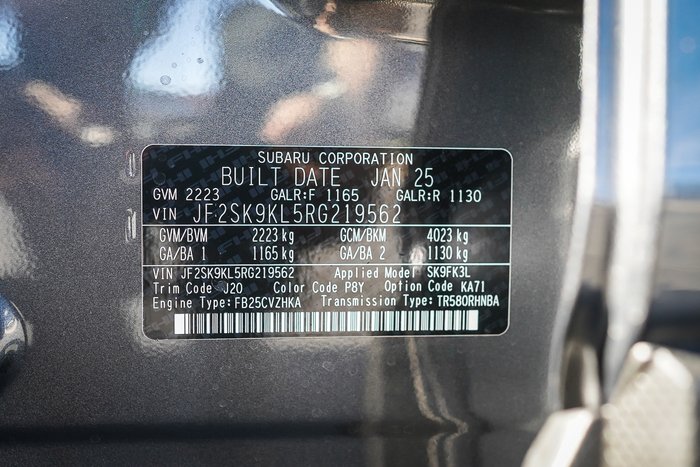 SUBARU CORPORATION
BUILT DATE JAN 25
GVM 2223 GALR:F 1165 GALR:R 1130
VIN JF2SK9KL5RG219562
GVM/BVM 2223 kg GCM/BKM 4023 kg
GA/BA 1 1165 kg GA/BA 2 1130 kg
VIN JF2SK9KL5RG219562 Applied Model SK9FK3L
Trim Code J20 Color Code P8Y Option Code KA71
Engine Type:FB25CVZHKA Transmission Type:TR580RHNBA